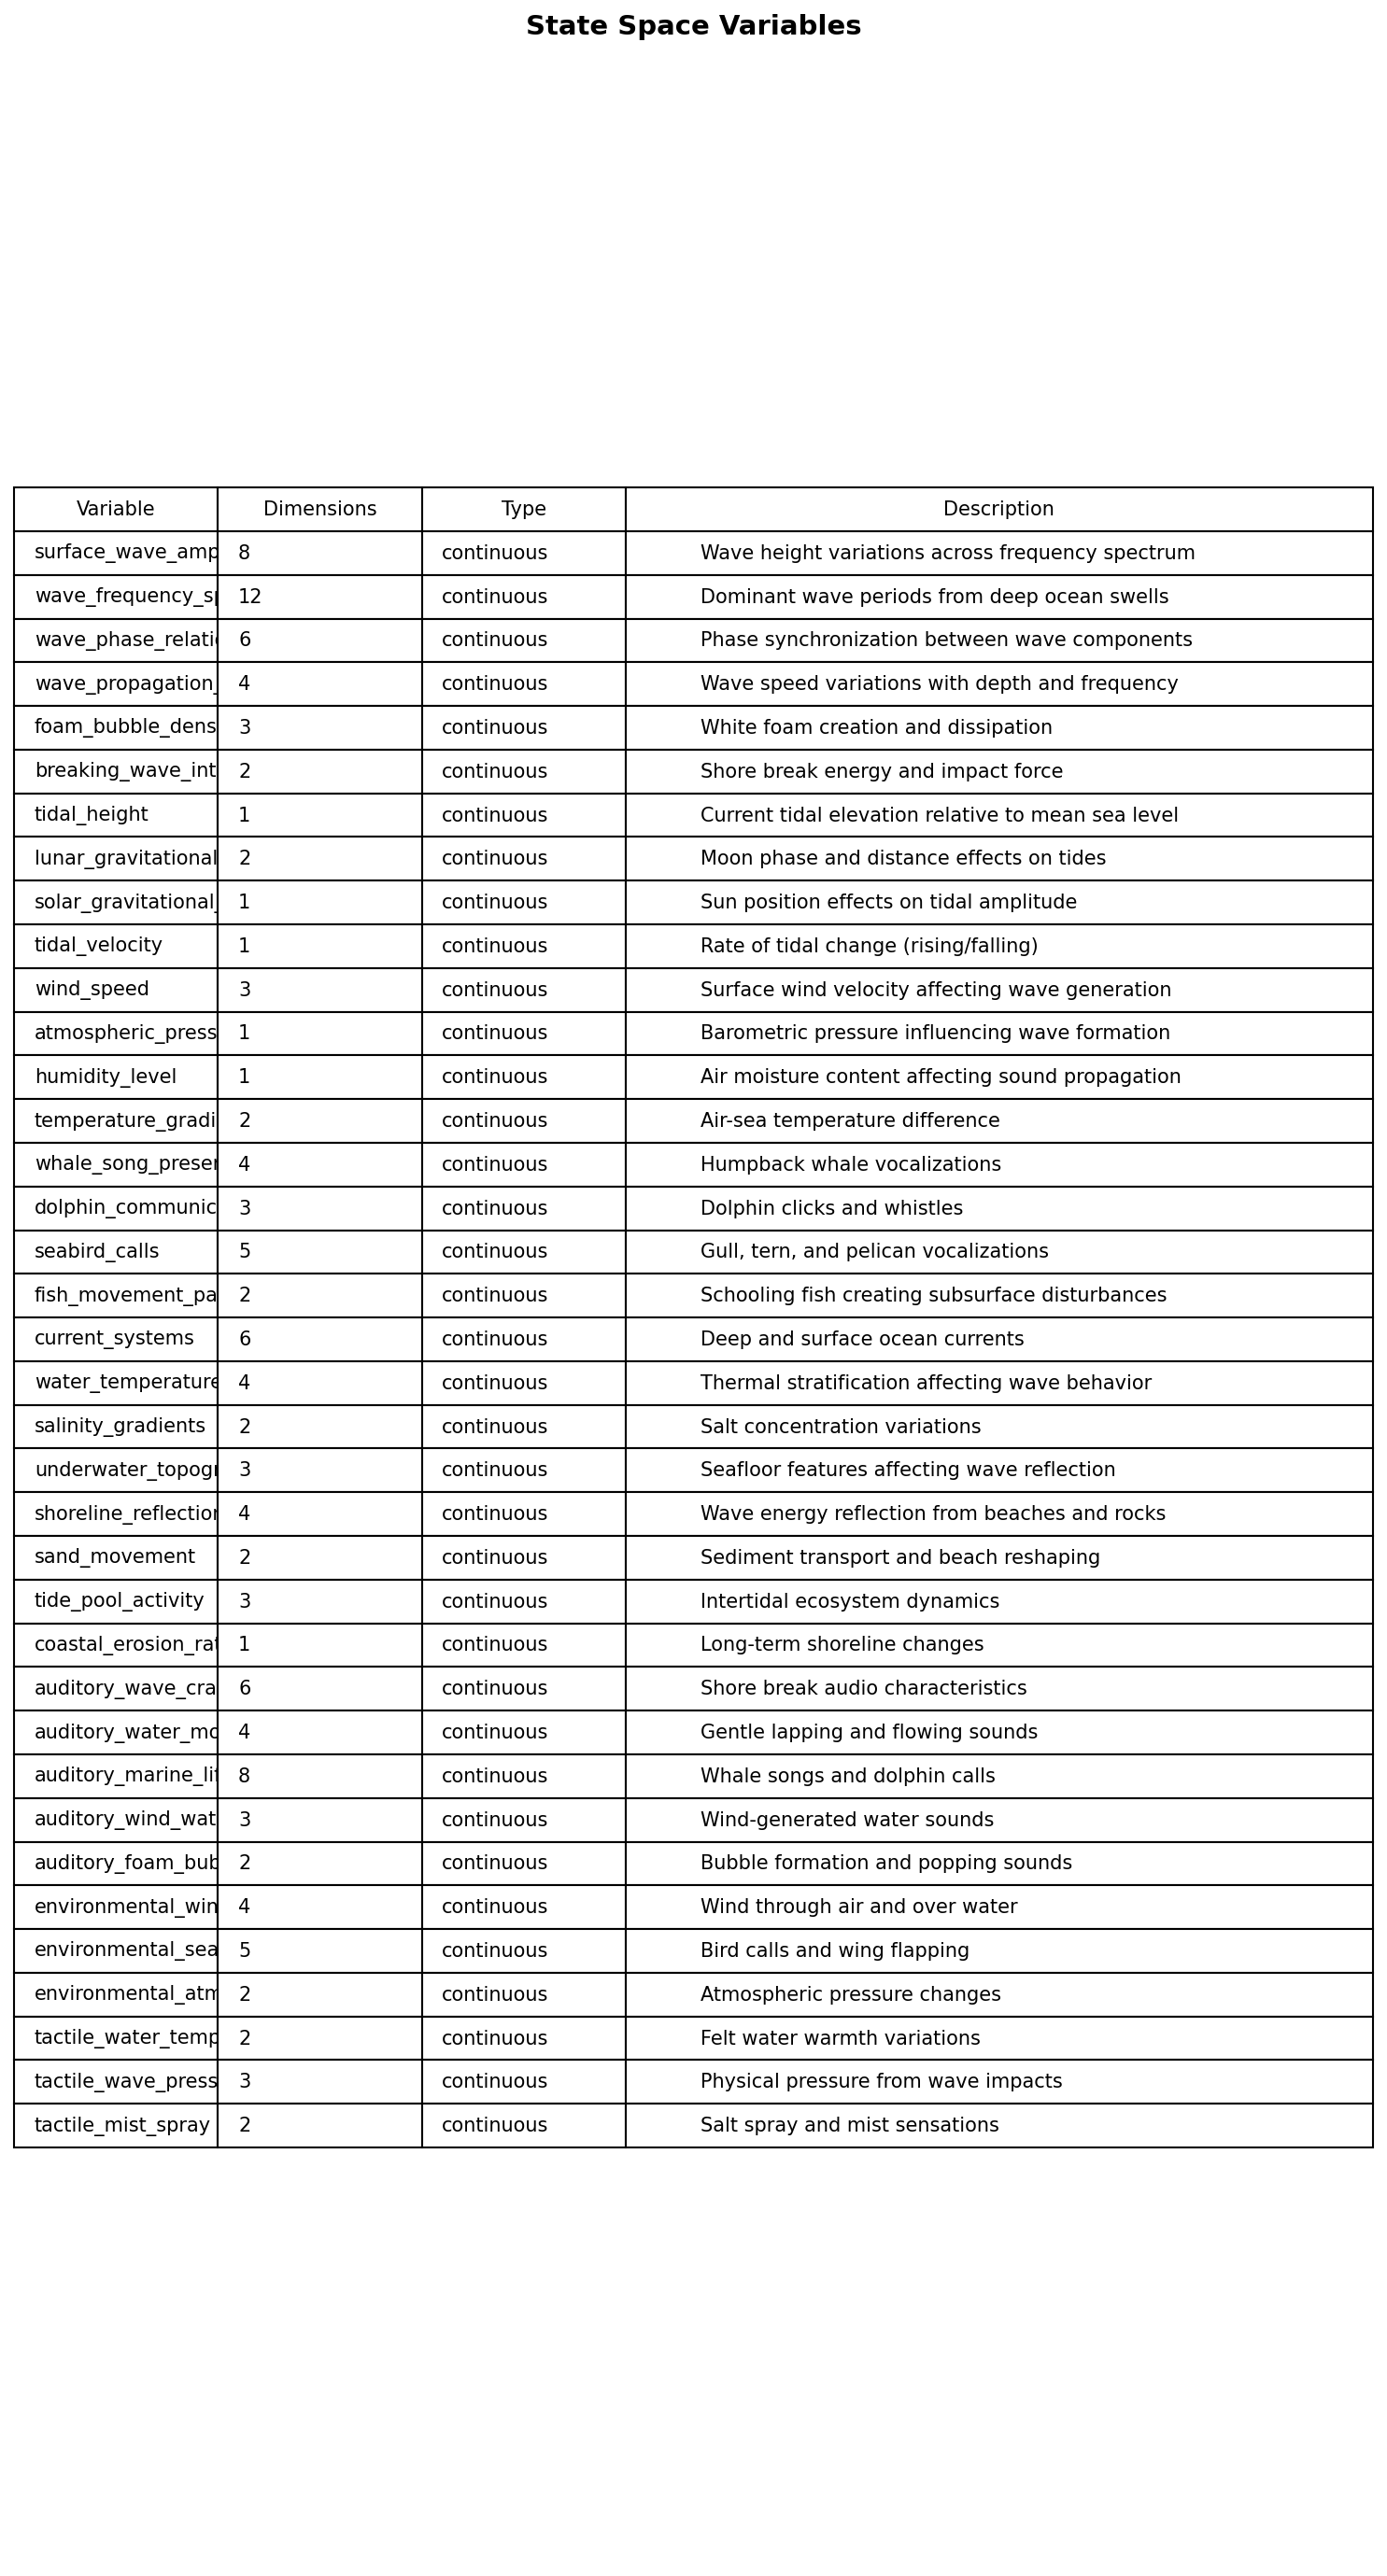 State Space Variables
Variable Dimensions Type Description
surface_wave_amp 8 continuous Wave height variations across frequency spectrum
wave_frequency_sp 12 continuous Dominant wave periods from deep ocean swells
wave_phase_relatio 6 continuous Phase synchronization between wave components
wave_propagation_ 4 continuous Wave speed variations with depth and frequency
foam_bubble_dens 3 continuous White foam creation and dissipation
breaking_wave_int 2 continuous Shore break energy and impact force
tidal_height 1 continuous Current tidal elevation relative to mean sea level
lunar_gravitational 2 continuous Moon phase and distance effects on tides
solar_gravitational_ 1 continuous Sun position effects on tidal amplitude
tidal_velocity 1 continuous Rate of tidal change (rising/falling)
wind_speed 3 continuous Surface wind velocity affecting wave generation
atmospheric_press 1 continuous Barometric pressure influencing wave formation
humidity_level 1 continuous Air moisture content affecting sound propagation
temperature_gradi 2 continuous Air-sea temperature difference
whale_song_presen 4 continuous Humpback whale vocalizations
dolphin_communic 3 continuous Dolphin clicks and whistles
seabird_calls 5 continuous Gull, tern, and pelican vocalizations
fish_movement_pa 2 continuous Schooling fish creating subsurface disturbances
current_systems 6 continuous Deep and surface ocean currents
water_temperature 4 continuous Thermal stratification affecting wave behavior
salinity_gradients 2 continuous Salt concentration variations
underwater_topogr 3 continuous Seafloor features affecting wave reflection
shoreline_reflection 4 continuous Wave energy reflection from beaches and rocks
sand_movement 2 continuous Sediment transport and beach reshaping
tide_pool_activity 3 continuous Intertidal ecosystem dynamics
coastal_erosion_rat 1 continuous Long-term shoreline changes
auditory_wave_cra 6 continuous Shore break audio characteristics
auditory_water_mo 4 continuous Gentle lapping and flowing sounds
auditory_marine_lif 8 continuous Whale songs and dolphin calls
auditory_wind_wat 3 continuous Wind-generated water sounds
auditory_foam_bub 2 continuous Bubble formation and popping sounds
environmental_win 4 continuous Wind through air and over water
environmental_sea 5 continuous Bird calls and wing flapping
environmental_atm 2 continuous Atmospheric pressure changes
tactile_water_temp 2 continuous Felt water warmth variations
tactile_wave_press 3 continuous Physical pressure from wave impacts
tactile_mist_spray 2 continuous Salt spray and mist sensations